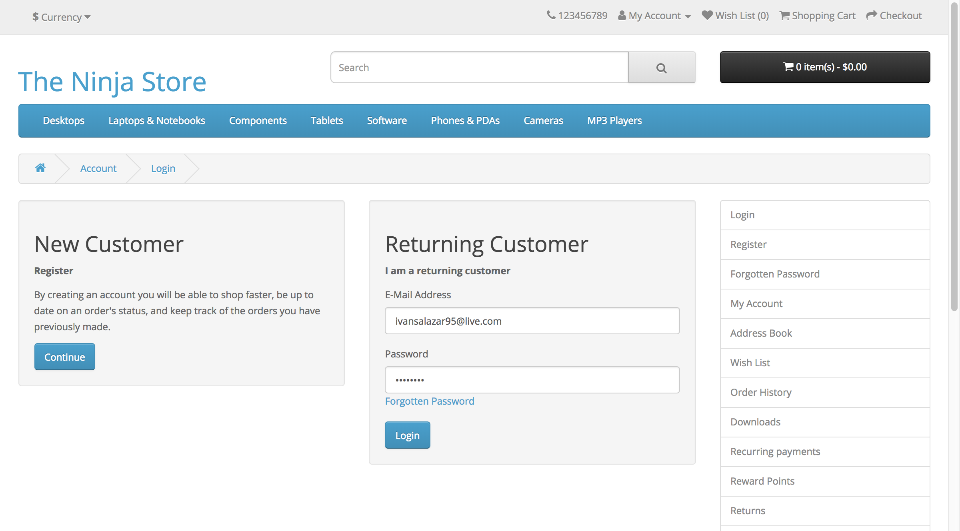 $ Currency
123456789 My Account Wish List (0) Shopping Cart Checkout
The Ninja Store
Search
0 item(s) - $0.00
Desktops Laptops & Notebooks Components Tablets Software Phones & PDAs Cameras MP3 Players
Account Login
New Customer
Register
By creating an account you will be able to shop faster, be up to
date on an order's status, and keep track of the orders you have
previously made.
Continue
Returning Customer
I am a returning customer
E-Mail Address
ivansalazar95@live.com
Password
••••••••
Forgotten Password
Login
Login
Register
Forgotten Password
My Account
Address Book
Wish List
Order History
Downloads
Recurring payments
Reward Points
Returns